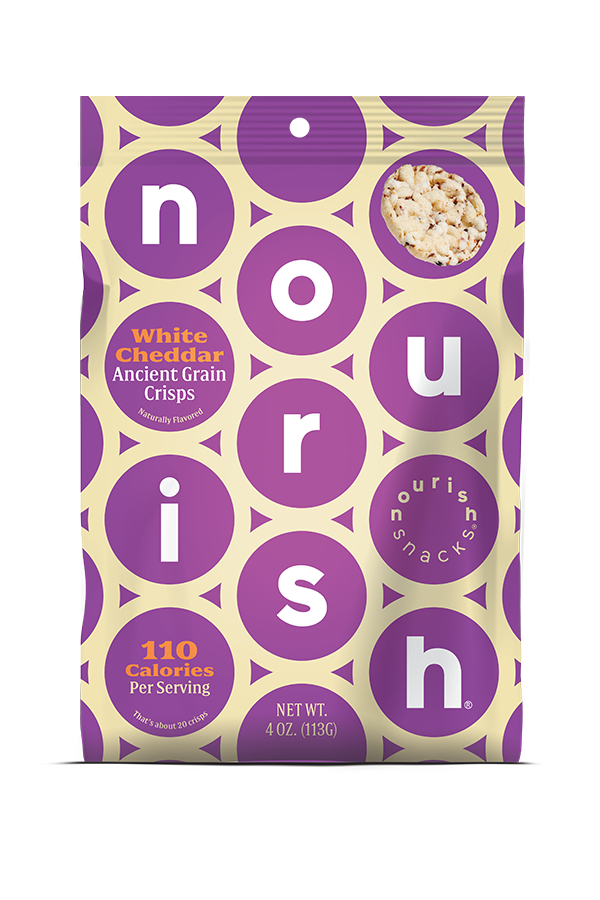 n
o
u
White
Cheddar
Ancient Grain
Crisps
Naturally Flavored
r
i
nourish
snacks®
s
h®
110
Calories
Per Serving
That's about 20 crisps
NET WT.
4 OZ. (113G)